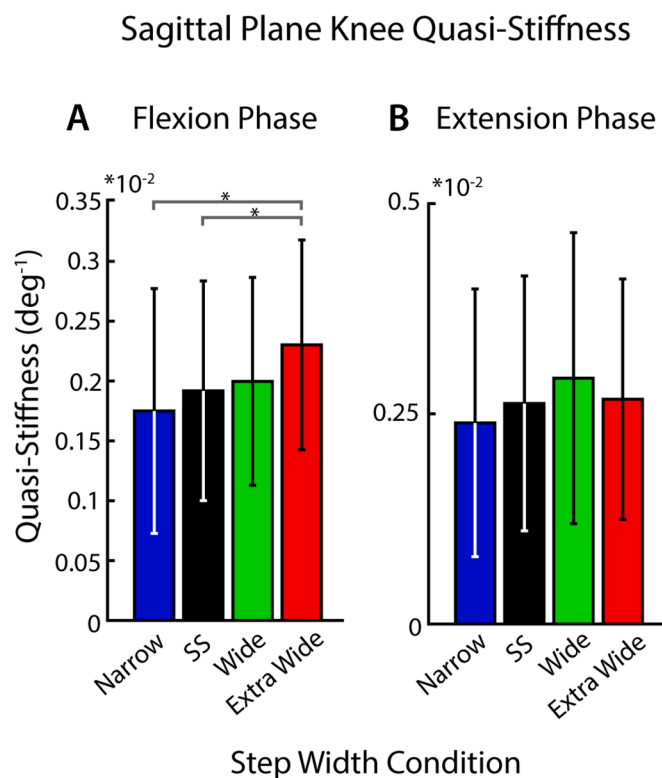 Sagittal Plane Knee Quasi-Stiffness
A Flexion Phase
B Extension Phase
Quasi-Stiffness (deg⁻¹)
*10⁻²
0.35
0.3
0.25
0.2
0.15
0.1
0.05
0
*
*
Narrow
SS
Wide
Extra Wide
*10⁻²
0.5
0.25
0
Narrow
SS
Wide
Extra Wide
Step Width Condition